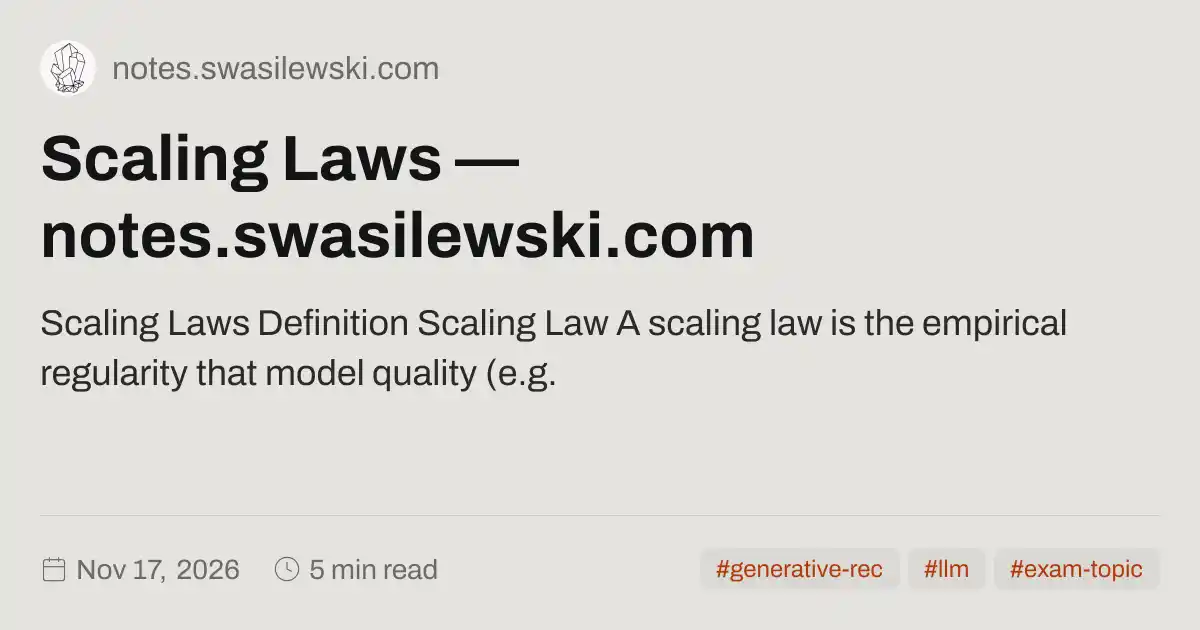 notes.swasilewski.com
Scaling Laws —
notes.swasilewski.com
Scaling Laws Definition Scaling Law A scaling law is the empirical
regularity that model quality (e.g.
Nov 17, 2026 5 min read #generative-rec #llm #exam-topic